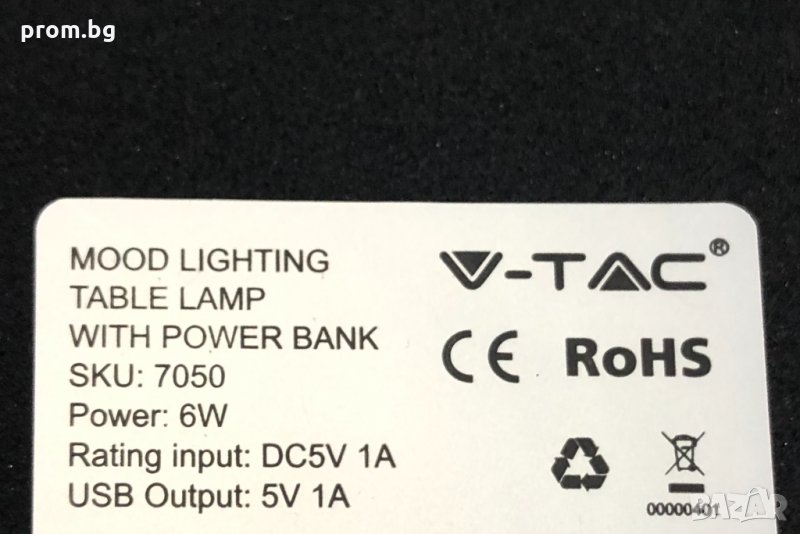 prom.bg
MOOD LIGHTING
TABLE LAMP
WITH POWER BANK
SKU: 7050
Power: 6W
Rating input: DC5V 1A
USB Output: 5V 1A
V-TAC®
CE RoHS
00000401
BAZAR